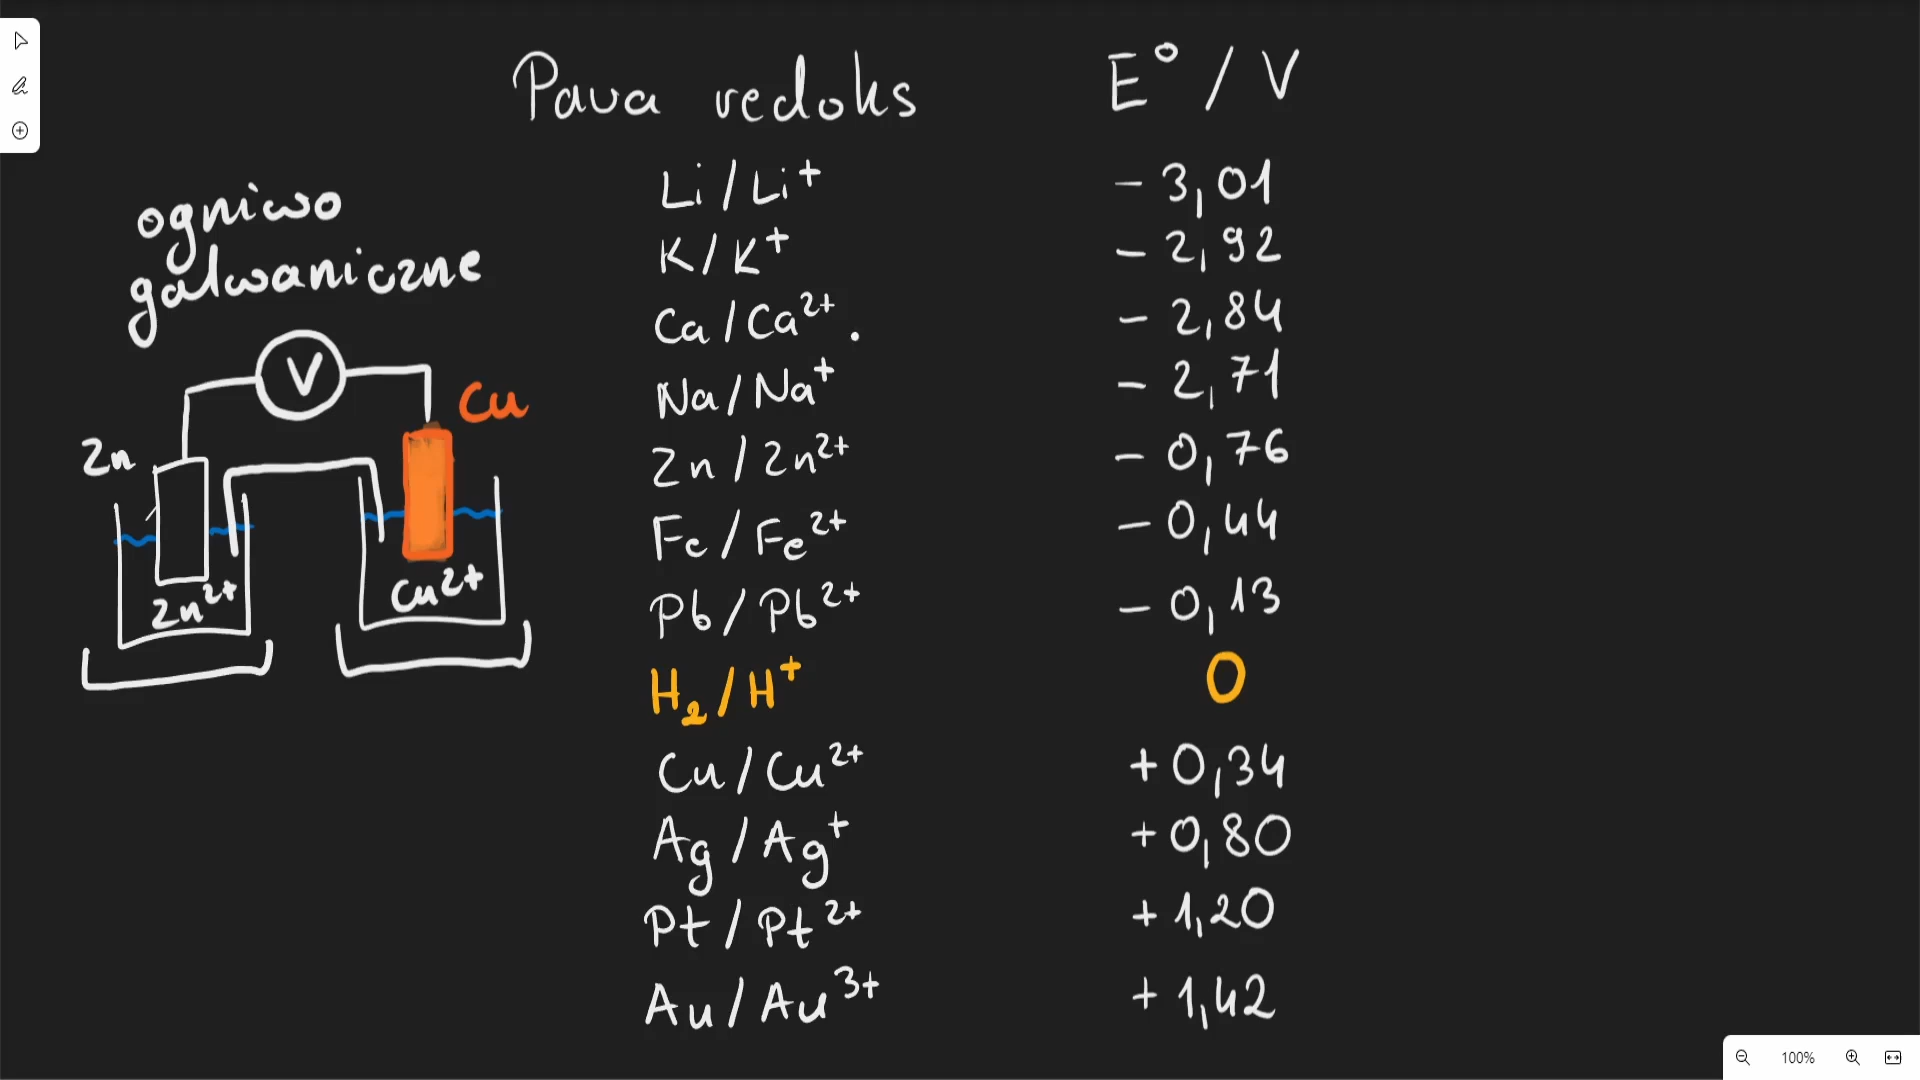 Para redoks E° / V
ogniwo
galwaniczne
V
Cu
Zn
Zn²⁺
Cu²⁺
Li / Li⁺ - 3,01
K / K⁺ - 2,92
Ca / Ca²⁺. - 2,84
Na / Na⁺ - 2,71
Zn / Zn²⁺ - 0,76
Fe / Fe²⁺ - 0,44
Pb / Pb²⁺ - 0,13
H₂ / H⁺ 0
Cu / Cu²⁺ + 0,34
Ag / Ag⁺ + 0,80
Pt / Pt²⁺ + 1,20
Au / Au³⁺ + 1,42
100%